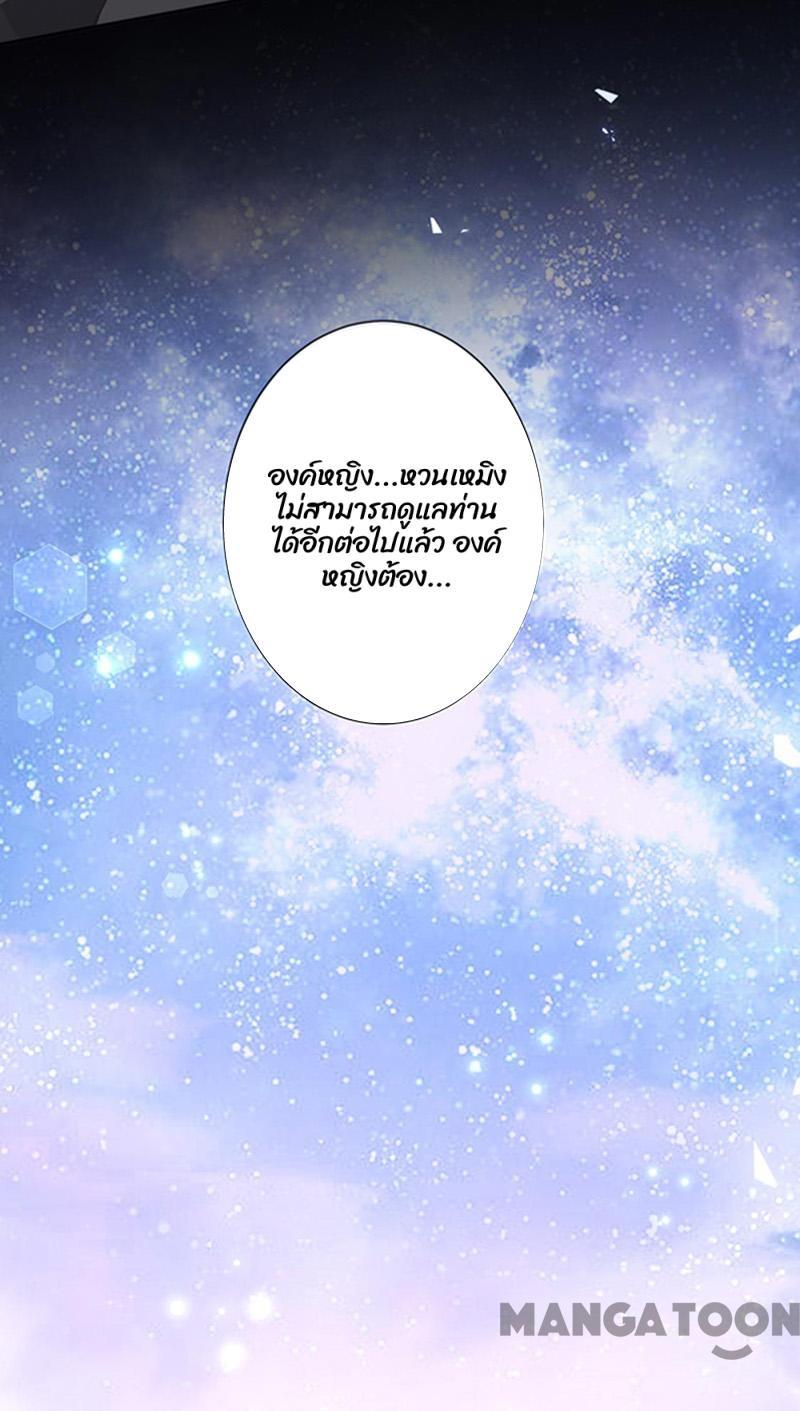 องค์หญิง...หวนเหมิง
ไม่สามารถดูแลท่าน
ได้อีกต่อไปแล้ว องค์
หญิงต้อง...
MANGATOON